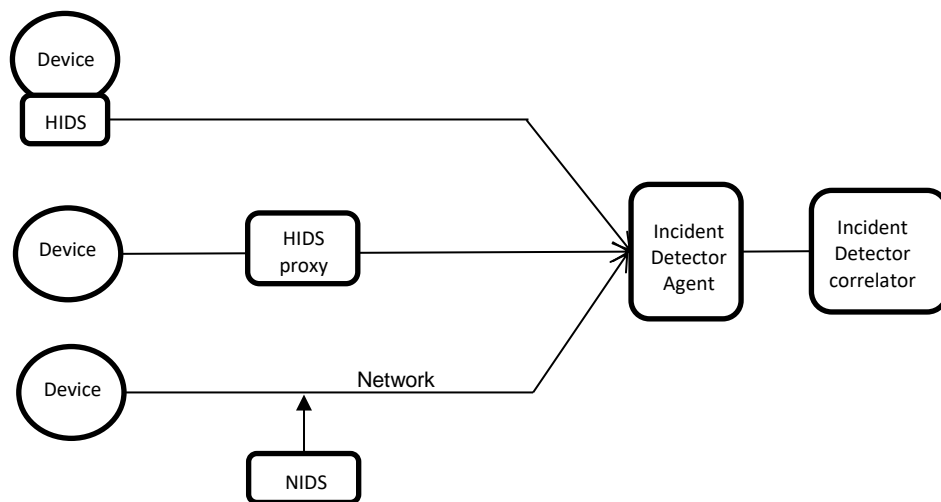 Device
HIDS
Device
HIDS
proxy
Incident
Detector
Agent
Incident
Detector
correlator
Device
Network
NIDS